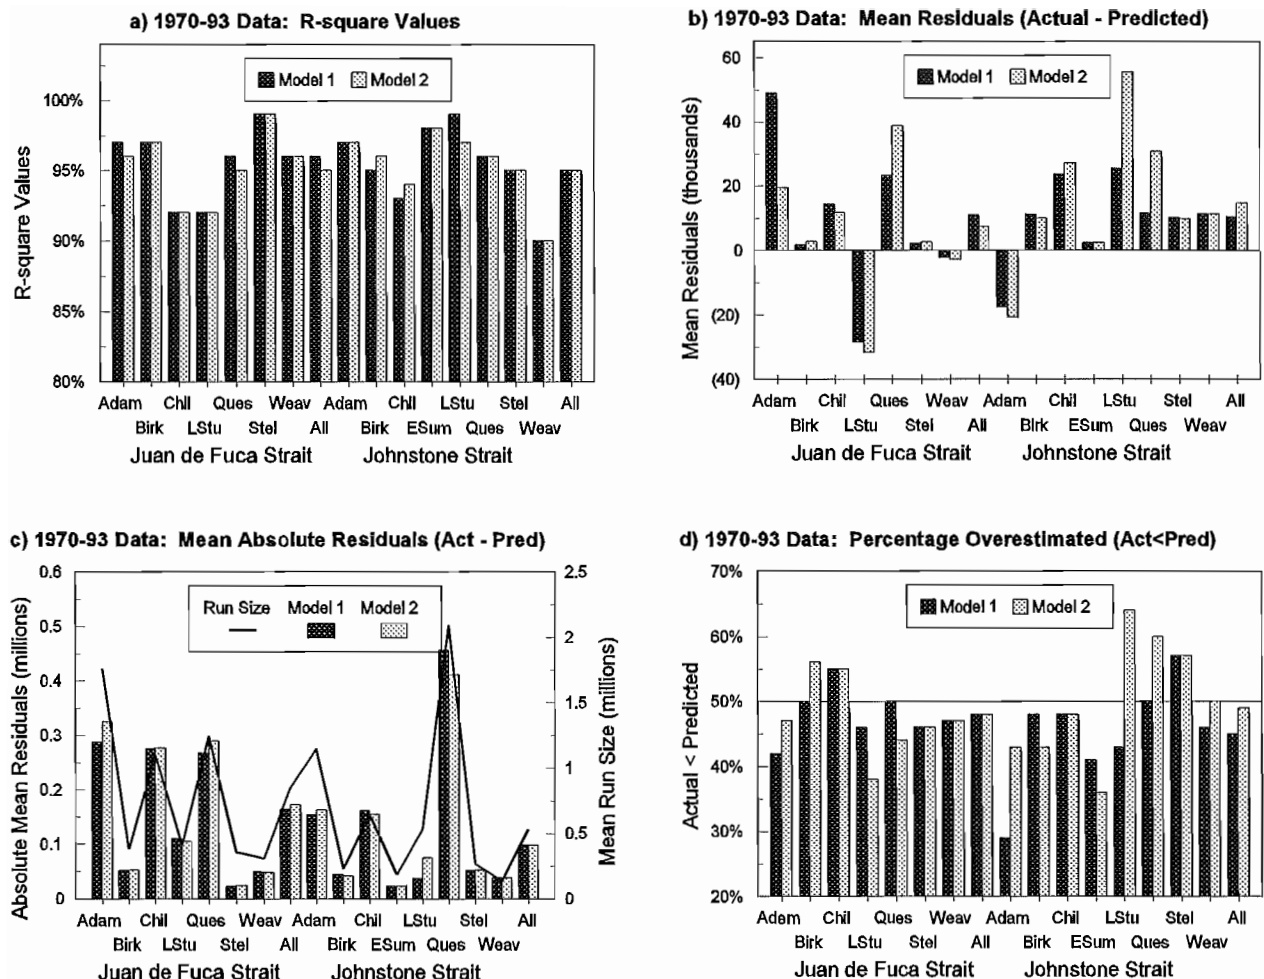 a) 1970-93 Data: R-square Values
Model 1 Model 2
R-square Values
100%
95%
90%
85%
80%
Adam Chil Ques Weav Adam Chil LStu Stel All
Birk LStu Stel All Birk ESum Ques Weav
Juan de Fuca Strait Johnstone Strait
b) 1970-93 Data: Mean Residuals (Actual - Predicted)
Model 1 Model 2
Mean Residuals (thousands)
60
40
20
0
(20)
(40)
Adam Chil Ques Weav Adam Chil LStu Stel All
Birk LStu Stel All Birk ESum Ques Weav
Juan de Fuca Strait Johnstone Strait
c) 1970-93 Data: Mean Absolute Residuals (Act - Pred)
Run Size Model 1 Model 2
Absolute Mean Residuals (millions)
0.6
0.5
0.4
0.3
0.2
0.1
0
Mean Run Size (millions)
2.5
2
1.5
1
0.5
0
Adam Chil Ques Weav Adam Chil LStu Stel All
Birk LStu Stel All Birk ESum Ques Weav
Juan de Fuca Strait Johnstone Strait
d) 1970-93 Data: Percentage Overestimated (Act<Pred)
Model 1 Model 2
Actual < Predicted
70%
60%
50%
40%
30%
20%
Adam Chil Ques Weav Adam Chil LStu Stel All
Birk LStu Stel All Birk ESum Ques Weav
Juan de Fuca Strait Johnstone Strait